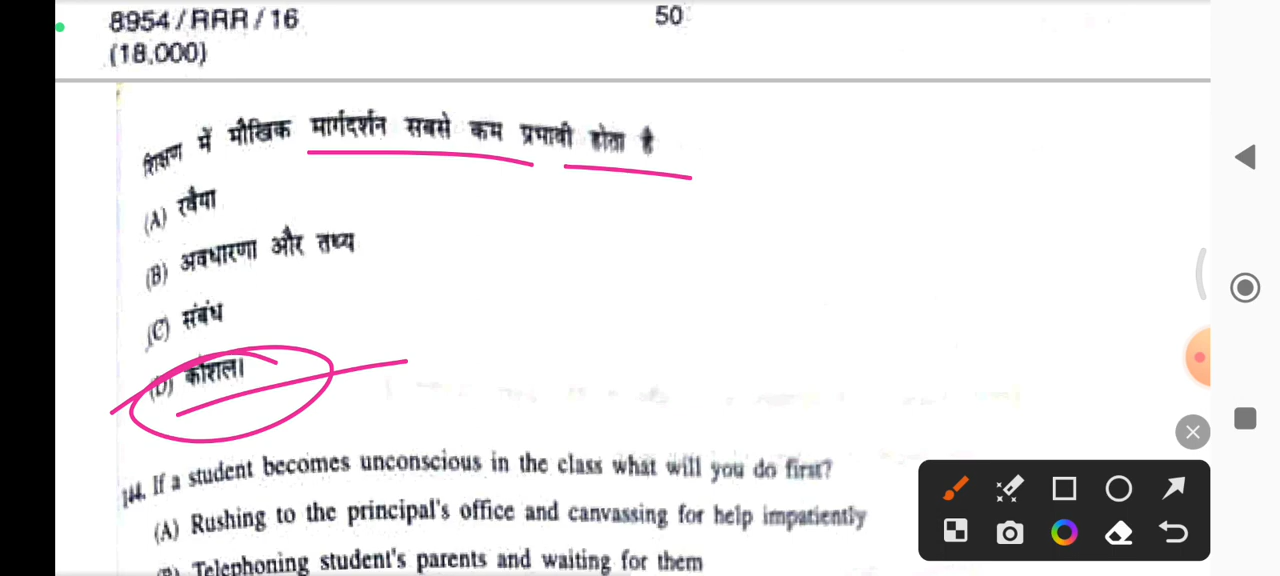 8954/RRR/16
50
(18,000)
शिक्षण में मौखिक मार्गदर्शन सबसे कम प्रभावी होता है
(A) रवैया
(B) अवधारणा और तथ्य
(C) संबंध
(D) कौशल।
144. If a student becomes unconscious in the class what will you do first?
(A) Rushing to the principal's office and canvassing for help impatiently
(B) Telephoning student's parents and waiting for them